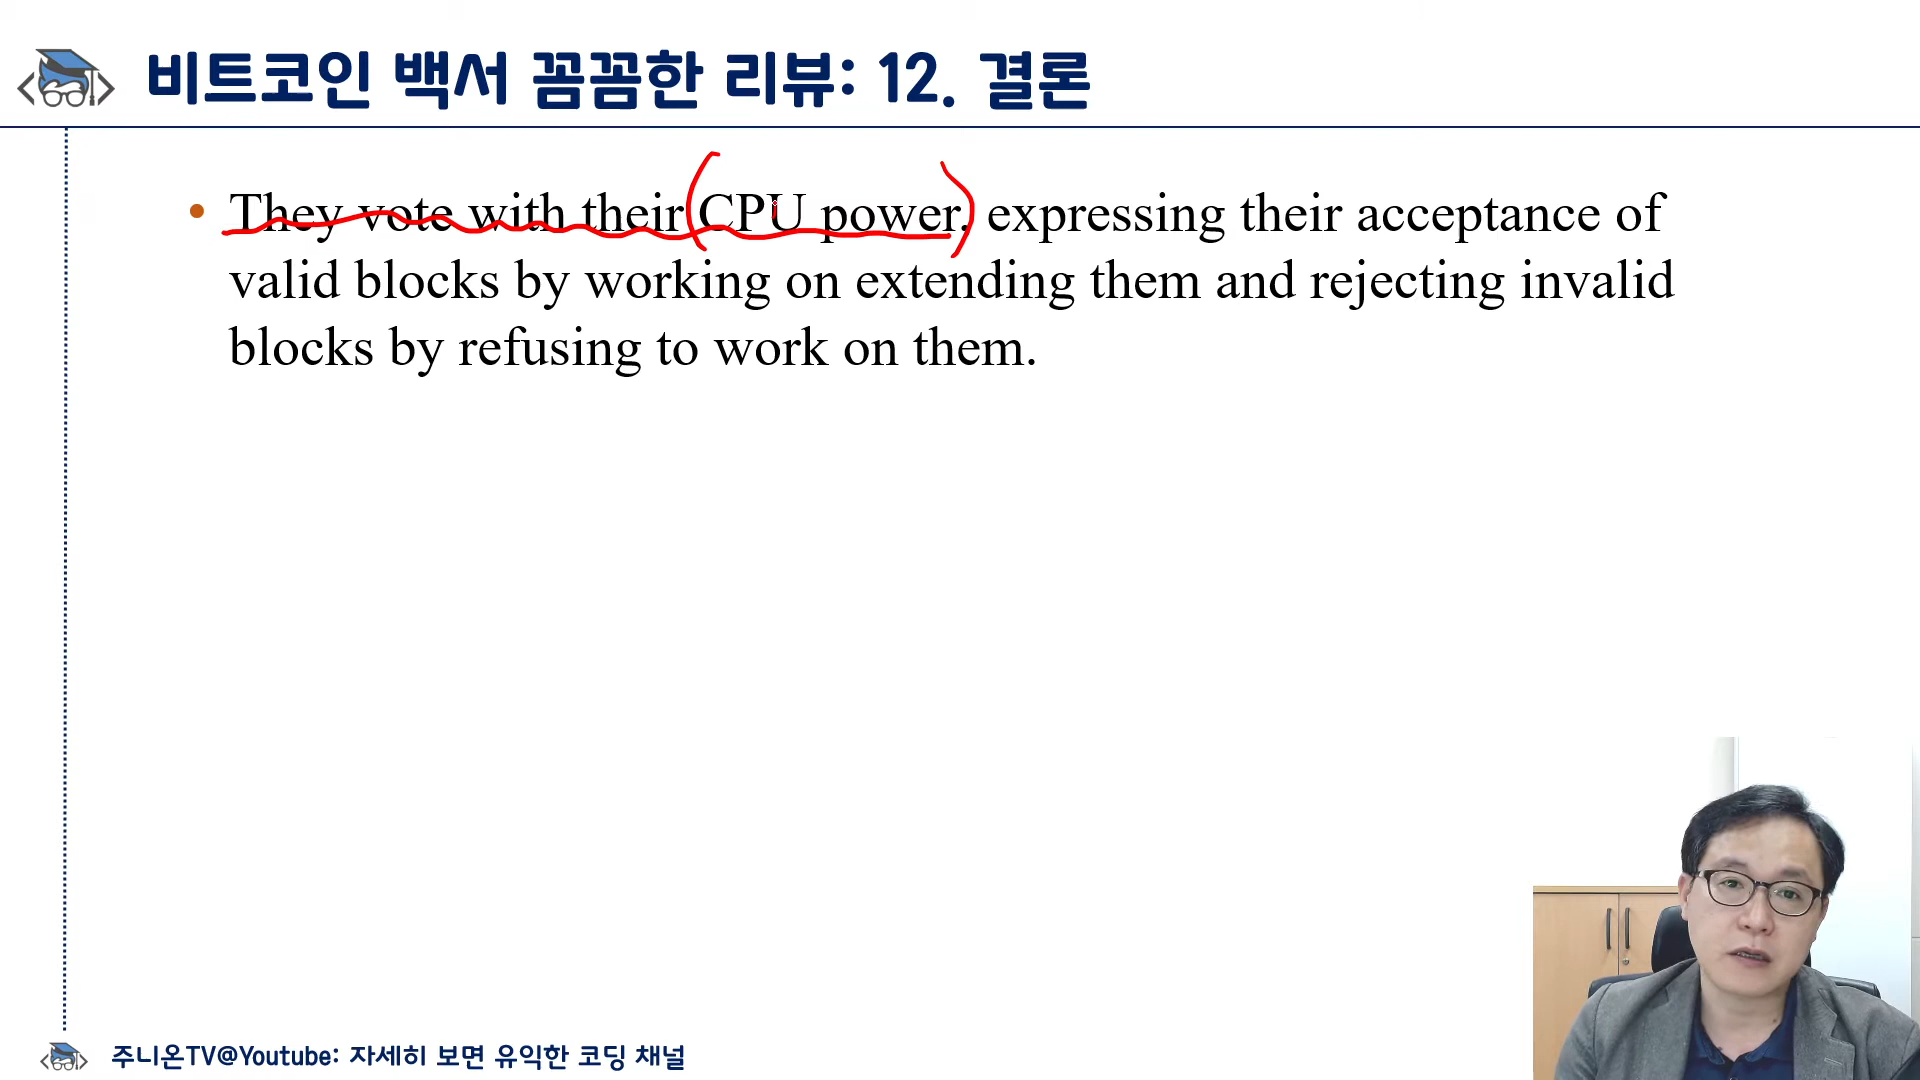 비트코인 백서 꼼꼼한 리뷰: 12. 결론
• They vote with their CPU power, expressing their acceptance of
valid blocks by working on extending them and rejecting invalid
blocks by refusing to work on them.
주니온TV@Youtube: 자세히 보면 유익한 코딩 채널